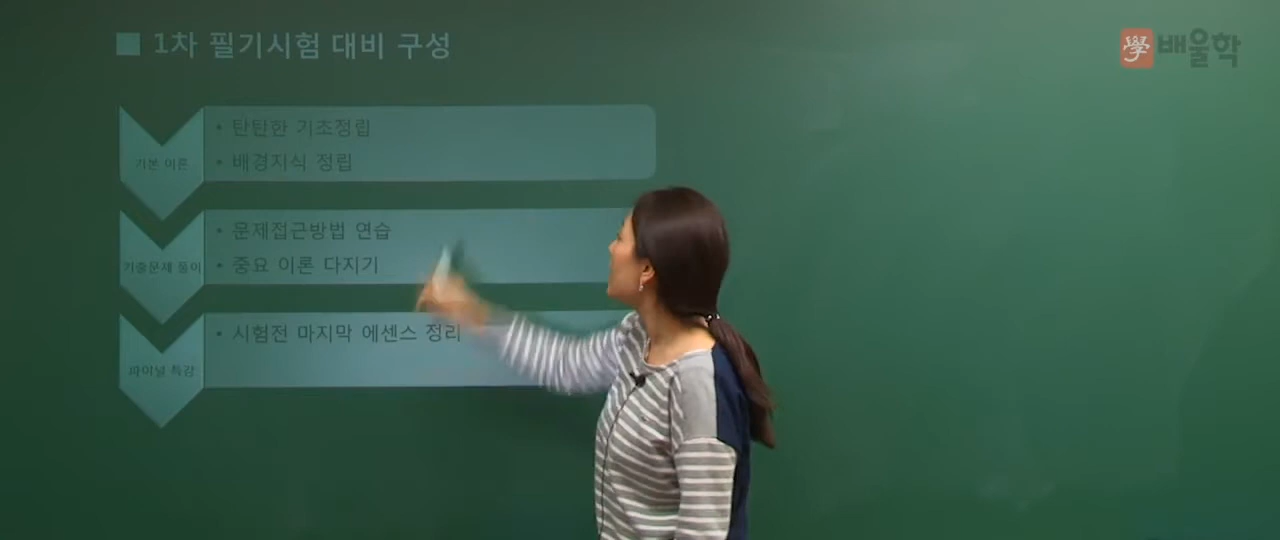 ■ 1차 필기시험 대비 구성
學 배울학
• 탄탄한 기초정립
기본 이론
• 배경지식 정립
• 문제접근방법 연습
기출문제 풀이
• 중요 이론 다지기
• 시험전 마지막 에센스 정리
파이널 특강